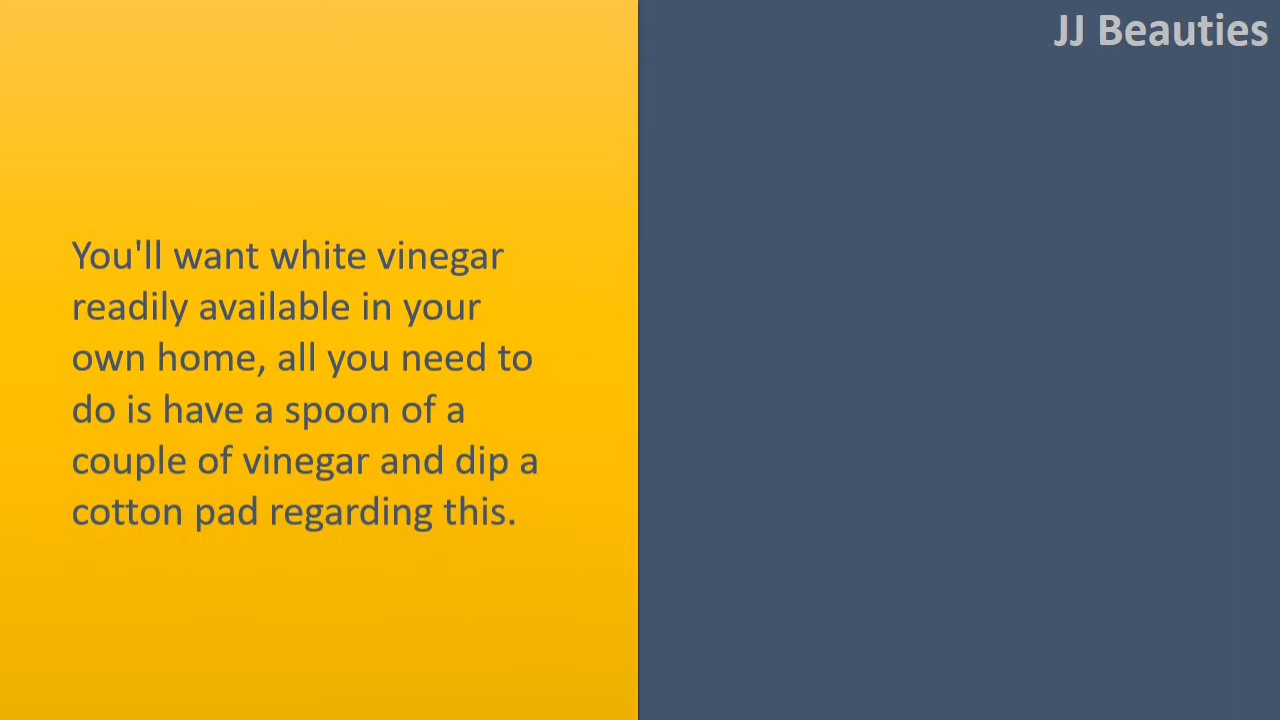 JJ Beauties
You'll want white vinegar
readily available in your
own home, all you need to
do is have a spoon of a
couple of vinegar and dip a
cotton pad regarding this.